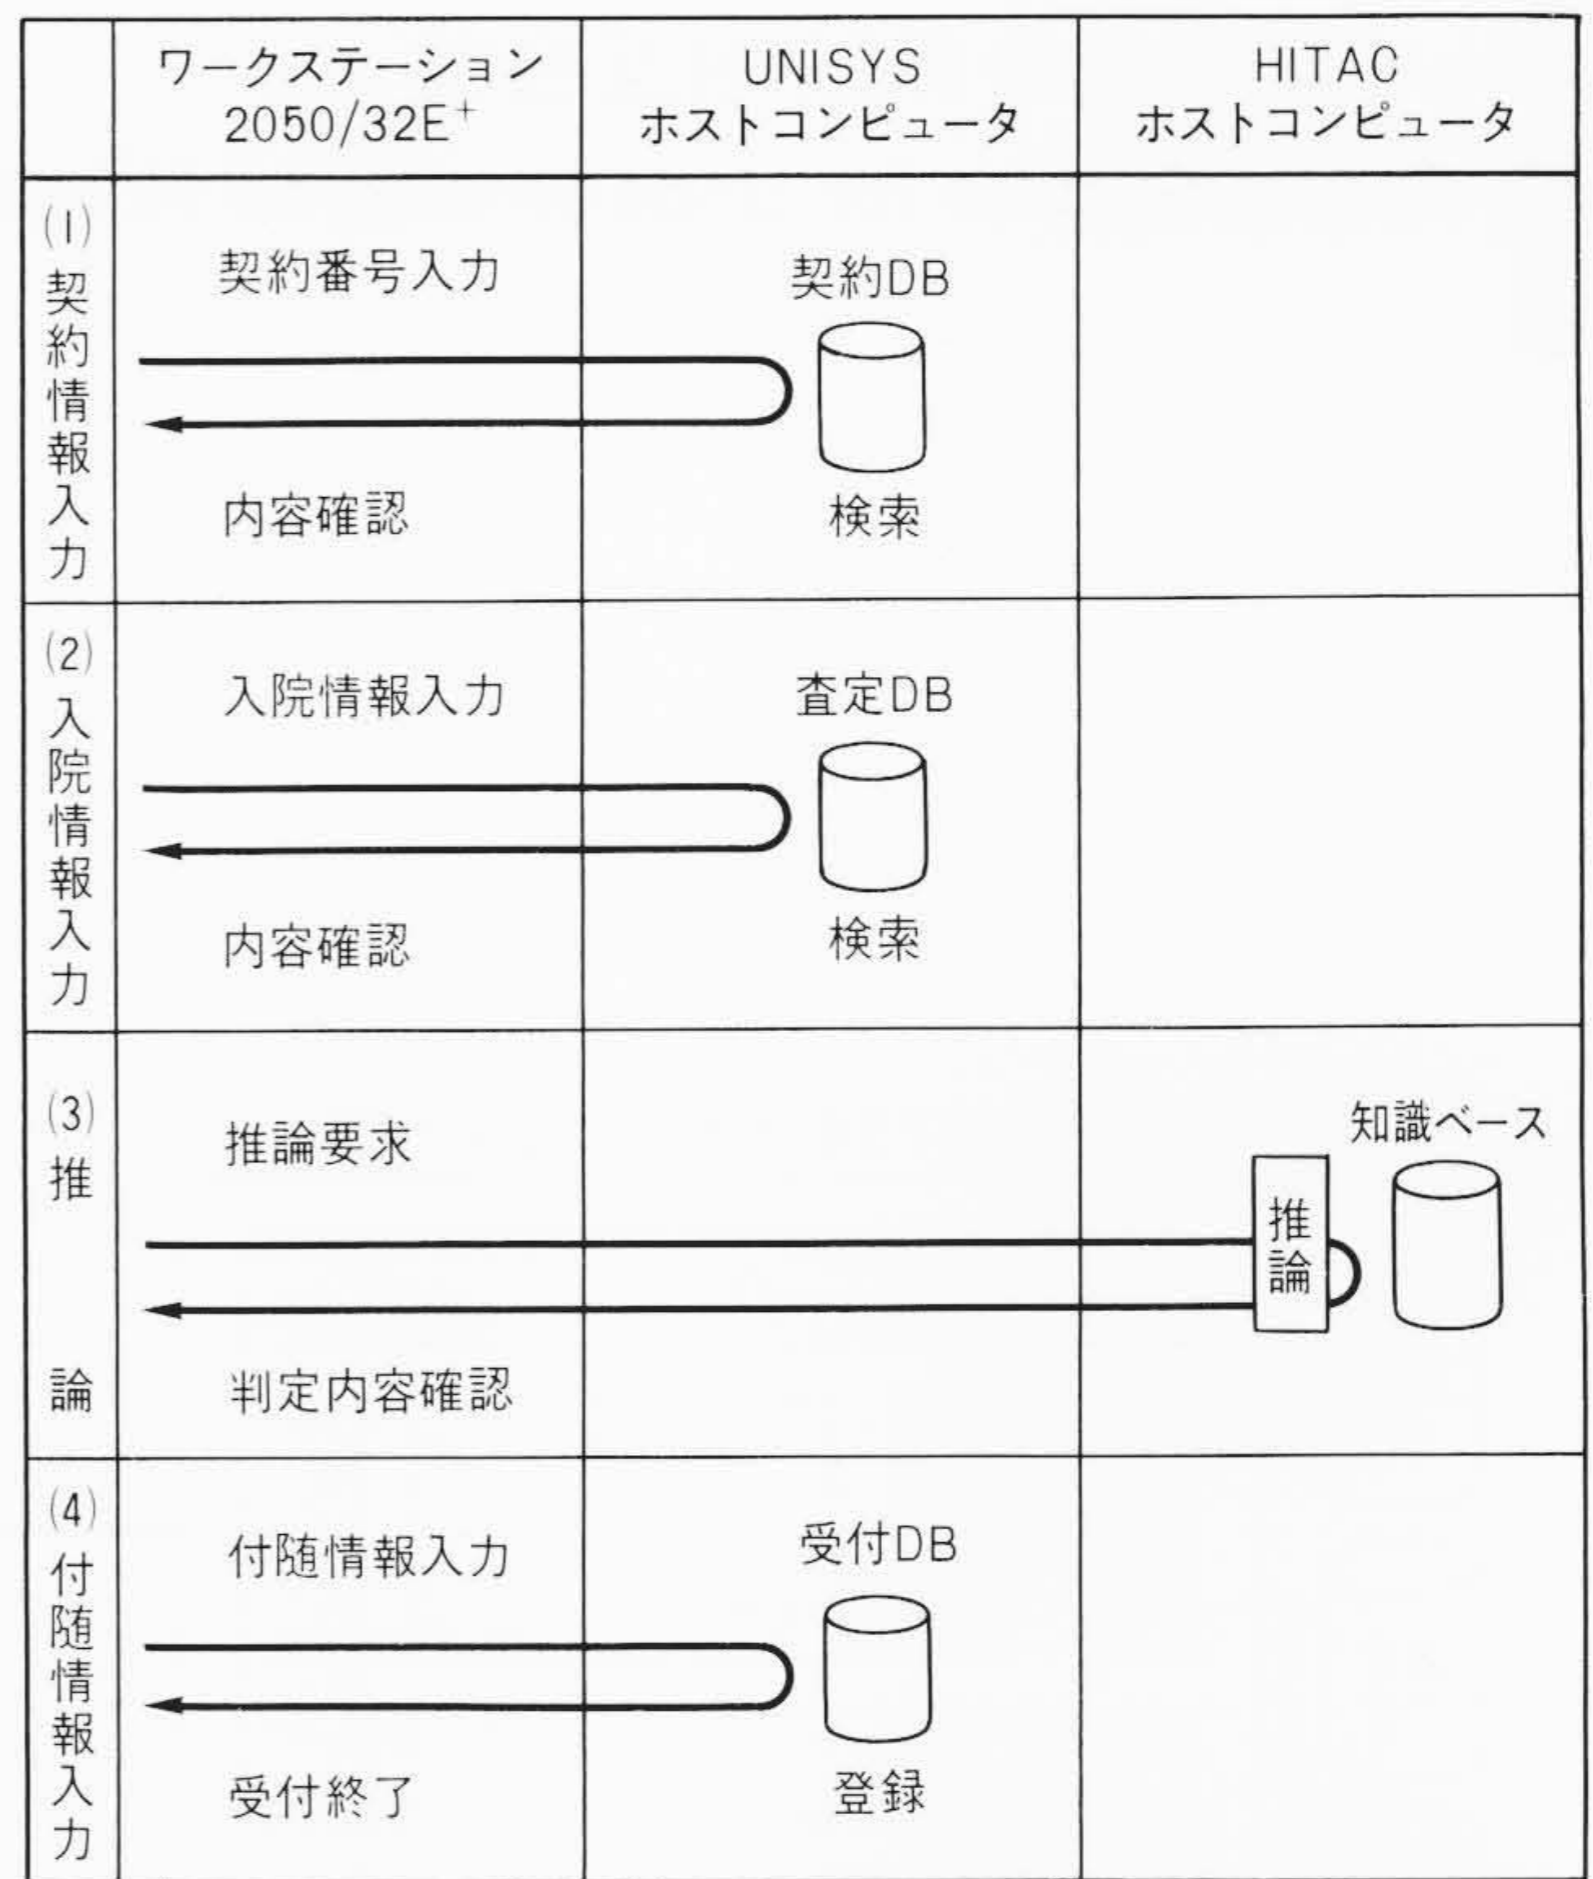 ワークステーション
2050/32E+
UNISYS
ホストコンピュータ
HITAC
ホストコンピュータ
(1)契約情報入力
契約番号入力
契約DB
内容確認
検索
(2)入院情報入力
入院情報入力
査定DB
内容確認
検索
(3)推論
推論要求
知識ベース
推論
判定内容確認
(4)付随情報入力
付随情報入力
受付DB
受付終了
登録